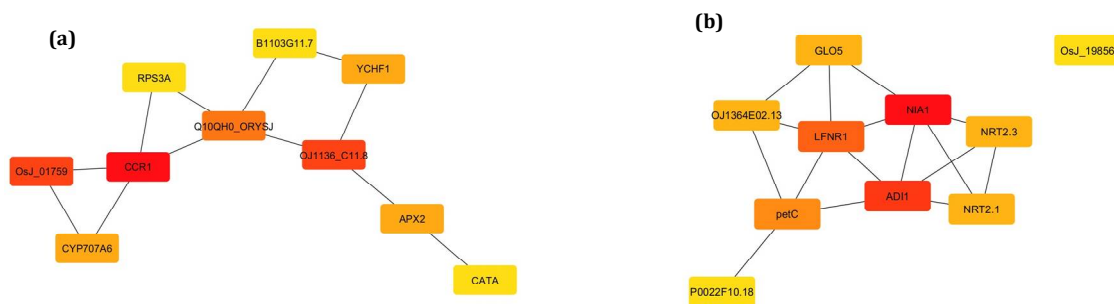 (a)
B1103G11.7
YCHF1
RPS3A
Q10QH0_ORYSJ
OsJ_01759
CCR1
OJ1136_C11.8
CYP707A6
APX2
CATA
(b)
GLO5
OsJ_19856
OJ1364E02.13
NIA1
LFNR1
NRT2.3
ADI1
petC
NRT2.1
P0022F10.18